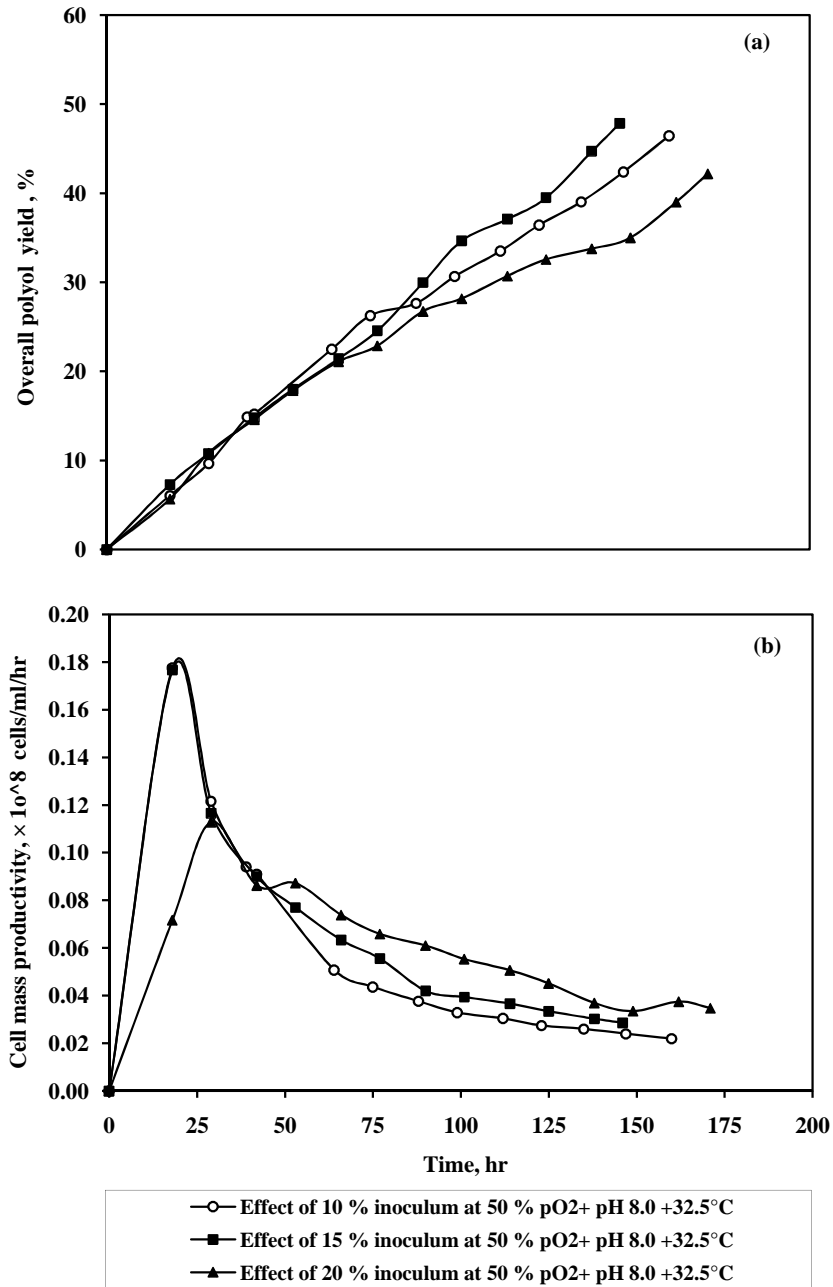 (a)
Overall polyol yield , %
60
50
40
30
20
10
0
(b)
Cell mass productivity, × 10^8 cells/ml/hr
0.20
0.18
0.16
0.14
0.12
0.10
0.08
0.06
0.04
0.02
0.00
0 25 50 75 100 125 150 175 200
Time, hr
Effect of 10 % inoculum at 50 % pO2+ pH 8.0 +32.5°C
Effect of 15 % inoculum at 50 % pO2+ pH 8.0 +32.5°C
Effect of 20 % inoculum at 50 % pO2+ pH 8.0 +32.5°C